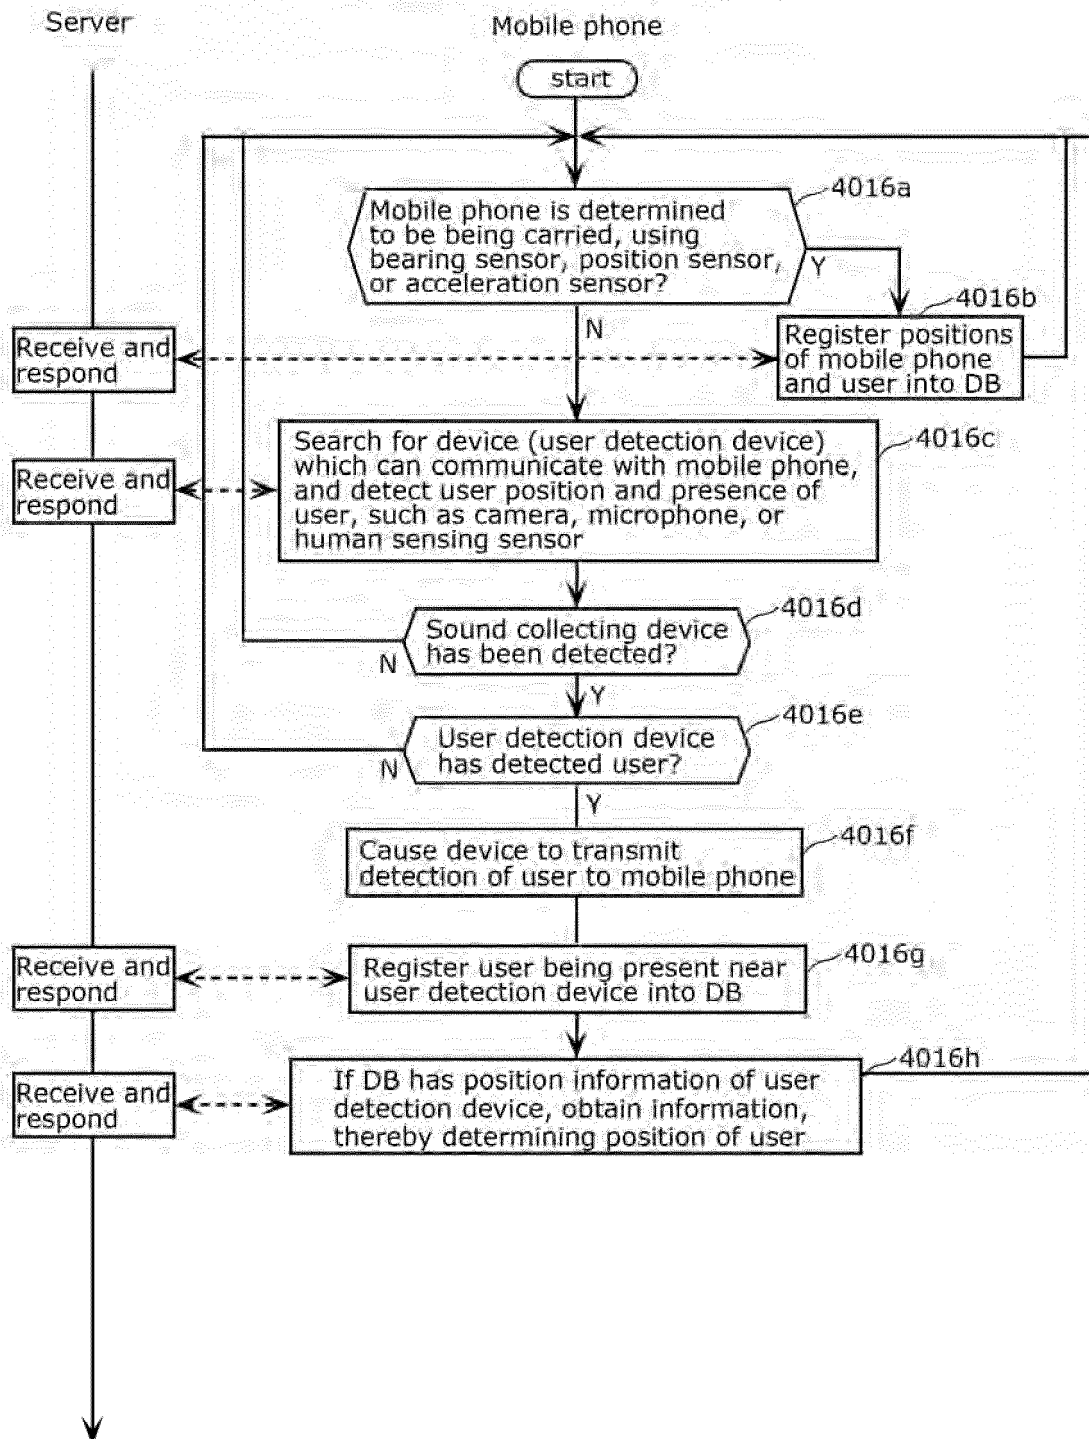 Server
Mobile phone
start
4016a
Mobile phone is determined
to be being carried, using
bearing sensor, position sensor,
or acceleration sensor?
Y
N
4016b
Register positions
of mobile phone
and user into DB
Receive and
respond
4016c
Search for device (user detection device)
which can communicate with mobile phone,
and detect user position and presence of
user, such as camera, microphone, or
human sensing sensor
Receive and
respond
4016d
Sound collecting device
has been detected?
N
Y
4016e
User detection device
has detected user?
N
Y
4016f
Cause device to transmit
detection of user to mobile phone
4016g
Register user being present near
user detection device into DB
Receive and
respond
4016h
If DB has position information of user
detection device, obtain information,
thereby determining position of user
Receive and
respond